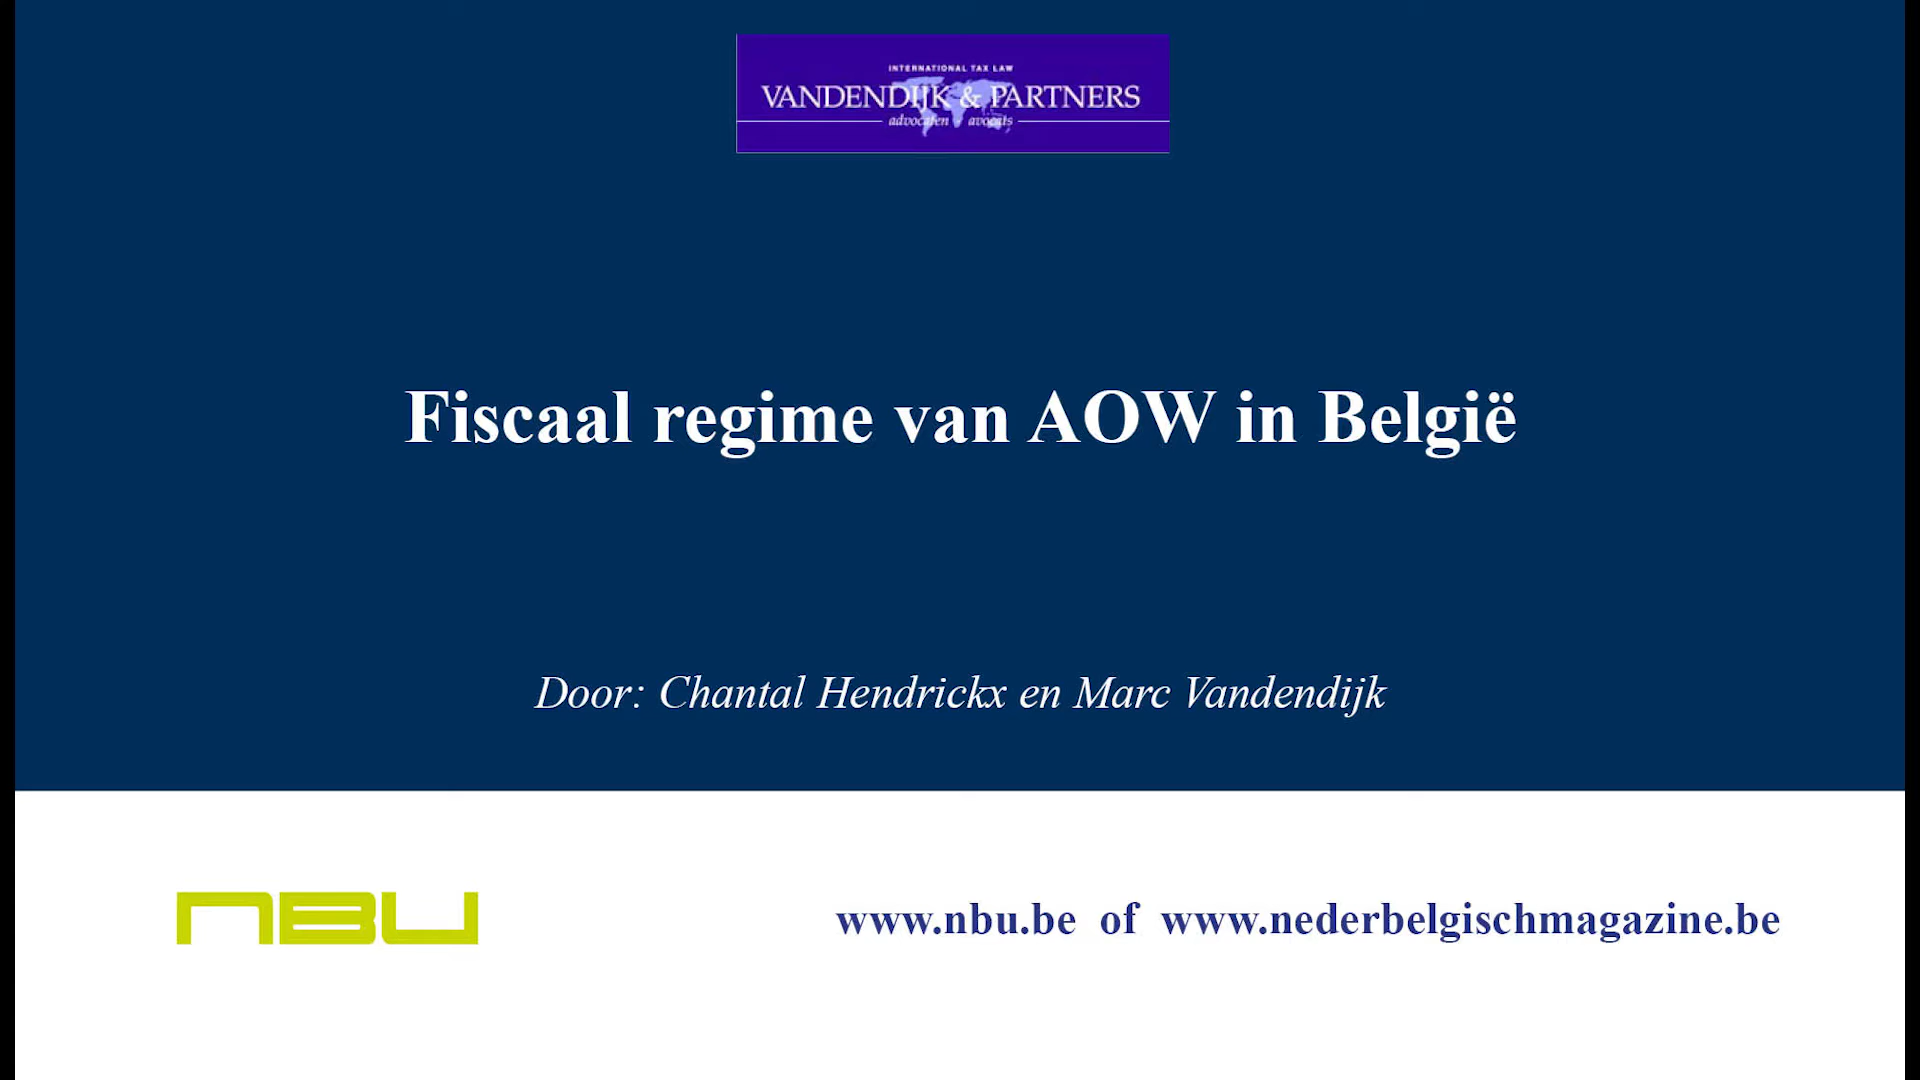 INTERNATIONAL TAX LAW
VANDENDIJK & PARTNERS
advocaten avocats
Fiscaal regime van AOW in België
Door: Chantal Hendrickx en Marc Vandendijk
NBU
www.nbu.be of www.nederbelgischmagazine.be